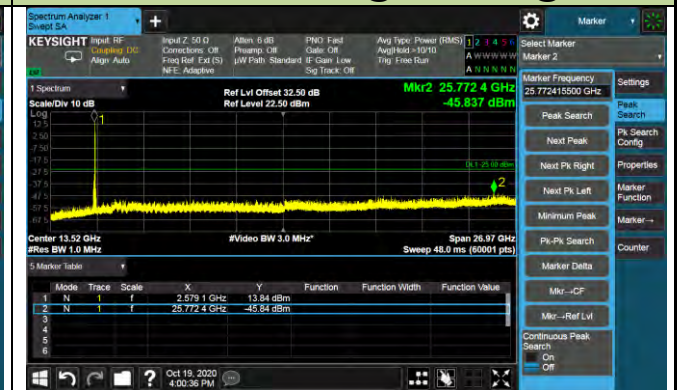 Spectrum Analyzer 1
Swept SA
Marker
KEYSIGHT
Input: RF
Coupling: DC
Align: Auto
Input Z: 50 Ω
Corrections: Off
Freq Ref: Ext (S)
NFE: Adaptive
Atten: 6 dB
Preamp: Off
µW Path: Standard
PNO: Fast
Gate: Off
IF Gain: Low
Sig Track: Off
Avg Type: Power (RMS)
Avg|Hold:>10/10
Trig: Free Run
1 2 3 4 5 6
A W W W W W
A N N N N N
Select Marker
Marker 2
1 Spectrum
Scale/Div 10 dB
Ref Lvl Offset 32.50 dB
Ref Level 22.50 dBm
Mkr2 25.772 4 GHz
-45.837 dBm
Log
12.5
2.50
-7.50
-17.5
-27.5
-37.5
-47.5
-57.5
-67.5
1
DL1 -25.00 dBm
2
Center 13.52 GHz
#Res BW 1.0 MHz
#Video BW 3.0 MHz*
Span 26.97 GHz
Sweep 48.0 ms (60001 pts)
5 Marker Table
Mode Trace Scale X Y Function Function Width Function Value
1 N 1 f 2.579 1 GHz 13.84 dBm
2 N 1 f 25.772 4 GHz -45.84 dBm
3
4
5
6
Marker Frequency
25.772415500 GHz
Peak Search
Next Peak
Next Pk Right
Next Pk Left
Minimum Peak
Pk-Pk Search
Marker Delta
Mkr→CF
Mkr→Ref Lvl
Continuous Peak
Search
On
Off
Settings
Peak
Search
Pk Search
Config
Properties
Marker
Function
Marker→
Counter
Oct 19, 2020
4:00:36 PM